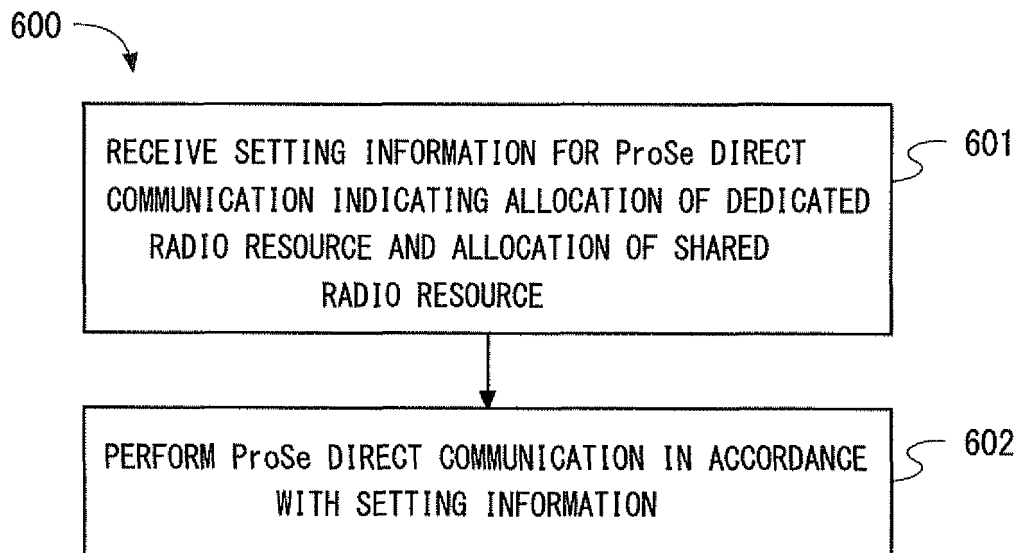 600
RECEIVE SETTING INFORMATION FOR ProSe DIRECT
COMMUNICATION INDICATING ALLOCATION OF DEDICATED
RADIO RESOURCE AND ALLOCATION OF SHARED
RADIO RESOURCE
601
PERFORM ProSe DIRECT COMMUNICATION IN ACCORDANCE
WITH SETTING INFORMATION
602